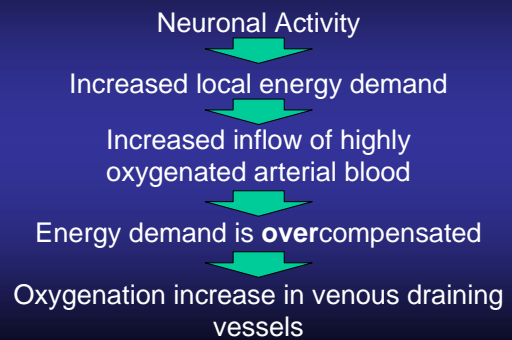 Neuronal Activity
Increased local energy demand
Increased inflow of highly
oxygenated arterial blood
Energy demand is overcompensated
Oxygenation increase in venous draining
vessels